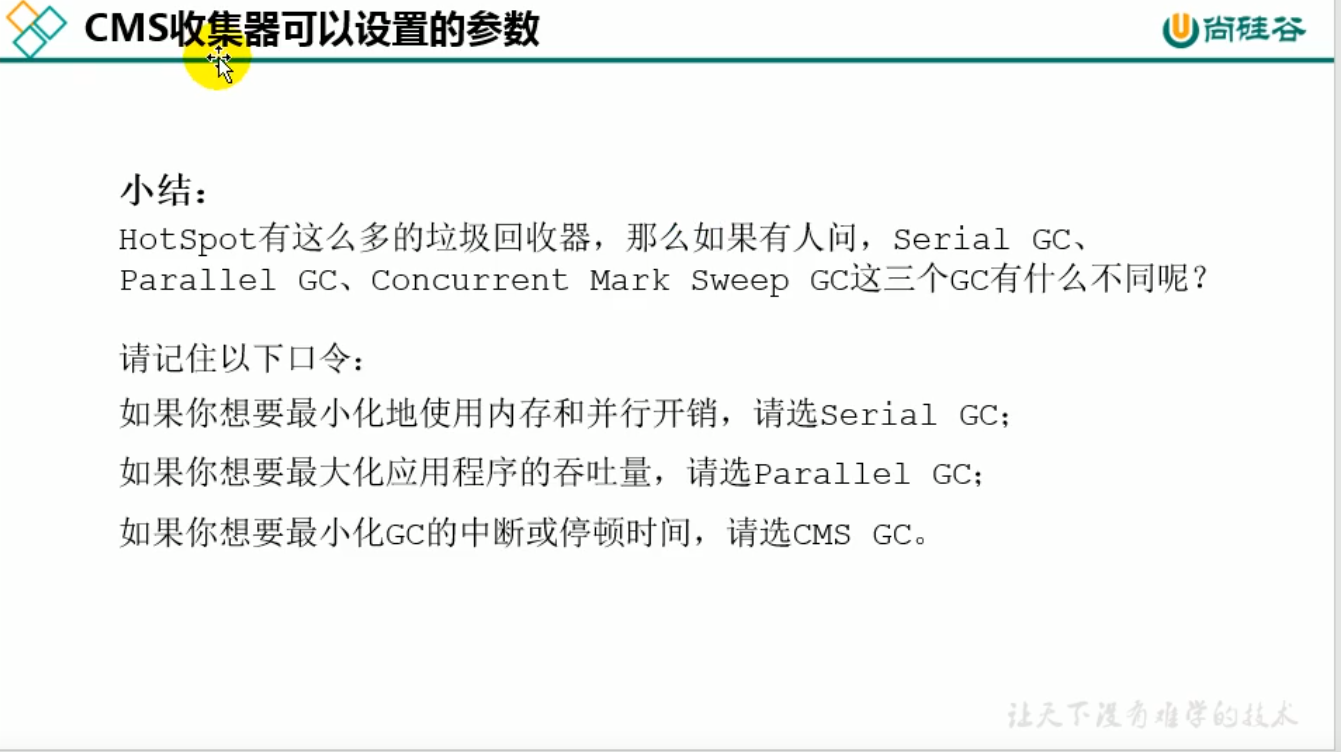 CMS收集器可以设置的参数
尚硅谷
小结：
HotSpot有这么多的垃圾回收器，那么如果有人问，Serial GC、
Parallel GC、Concurrent Mark Sweep GC这三个GC有什么不同呢？
请记住以下口令：
如果你想要最小化地使用内存和并行开销，请选Serial GC；
如果你想要最大化应用程序的吞吐量，请选Parallel GC；
如果你想要最小化GC的中断或停顿时间，请选CMS GC。
让天下没有难学的技术